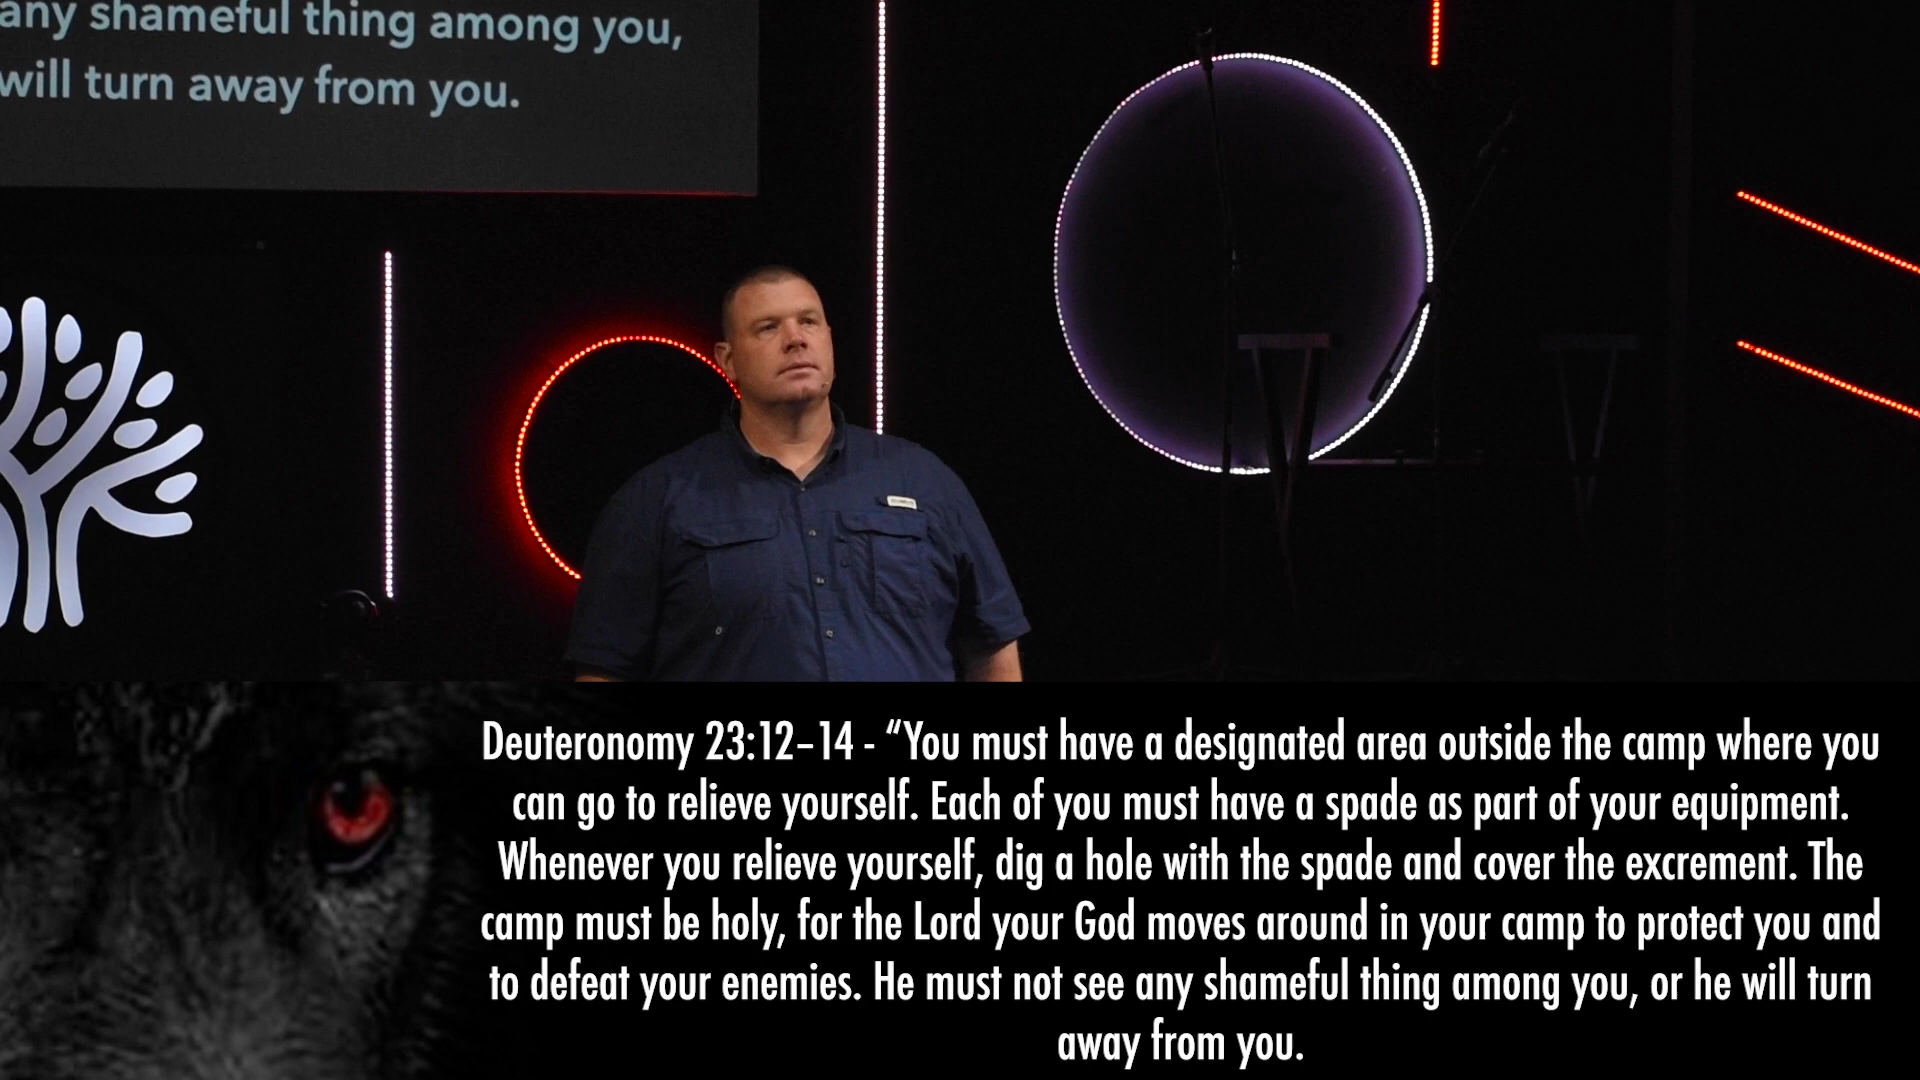 any shameful thing among you,
will turn away from you.
Deuteronomy 23:12–14 - “You must have a designated area outside the camp where you
can go to relieve yourself. Each of you must have a spade as part of your equipment.
Whenever you relieve yourself, dig a hole with the spade and cover the excrement. The
camp must be holy, for the Lord your God moves around in your camp to protect you and
to defeat your enemies. He must not see any shameful thing among you, or he will turn
away from you.